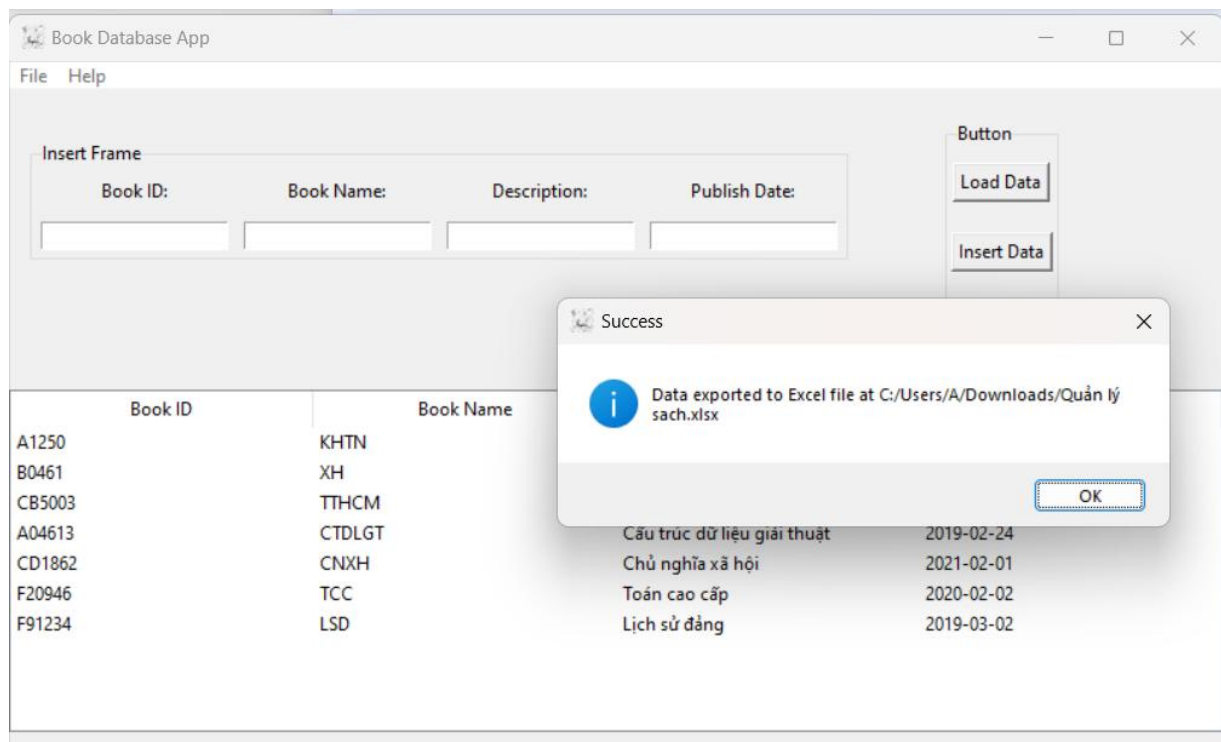 Book Database App
File Help
Insert Frame
Book ID: Book Name: Description: Publish Date:
Button
Load Data
Insert Data
Success
Data exported to Excel file at C:/Users/A/Downloads/Quản lý
sach.xlsx
OK
Book ID Book Name
A1250 KHTN
B0461 XH
CB5003 TTHCM
A04613 CTDLGT Cấu trúc dữ liệu giải thuật 2019-02-24
CD1862 CNXH Chủ nghĩa xã hội 2021-02-01
F20946 TCC Toán cao cấp 2020-02-02
F91234 LSD Lịch sử đảng 2019-03-02